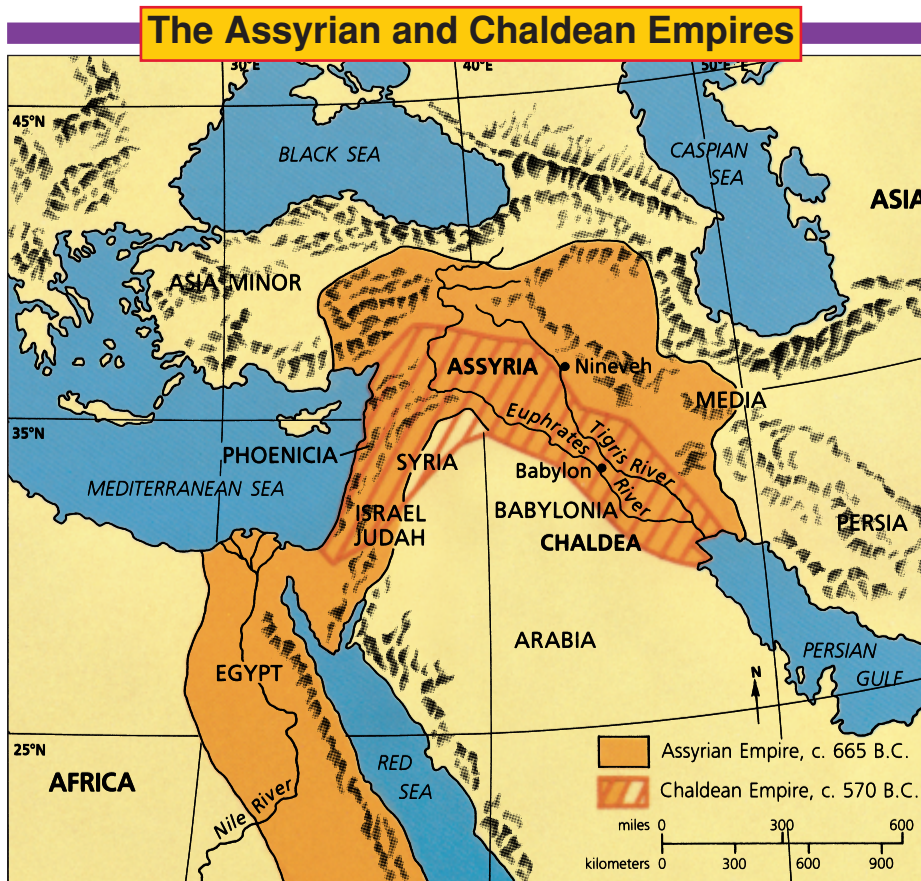 The Assyrian and Chaldean Empires
30°E
40°E
50°E
45°N
BLACK SEA
CASPIAN
SEA
ASIA
ASIA MINOR
ASSYRIA
Nineveh
MEDIA
35°N
PHOENICIA
Euphrates
River
Tigris River
SYRIA
Babylon
MEDITERRANEAN SEA
ISRAEL
JUDAH
BABYLONIA
PERSIA
CHALDEA
ARABIA
EGYPT
PERSIAN
GULF
N
25°N
RED
SEA
AFRICA
Nile River
Assyrian Empire, c. 665 B.C.
Chaldean Empire, c. 570 B.C.
miles 0 300 600
kilometers 0 300 600 900